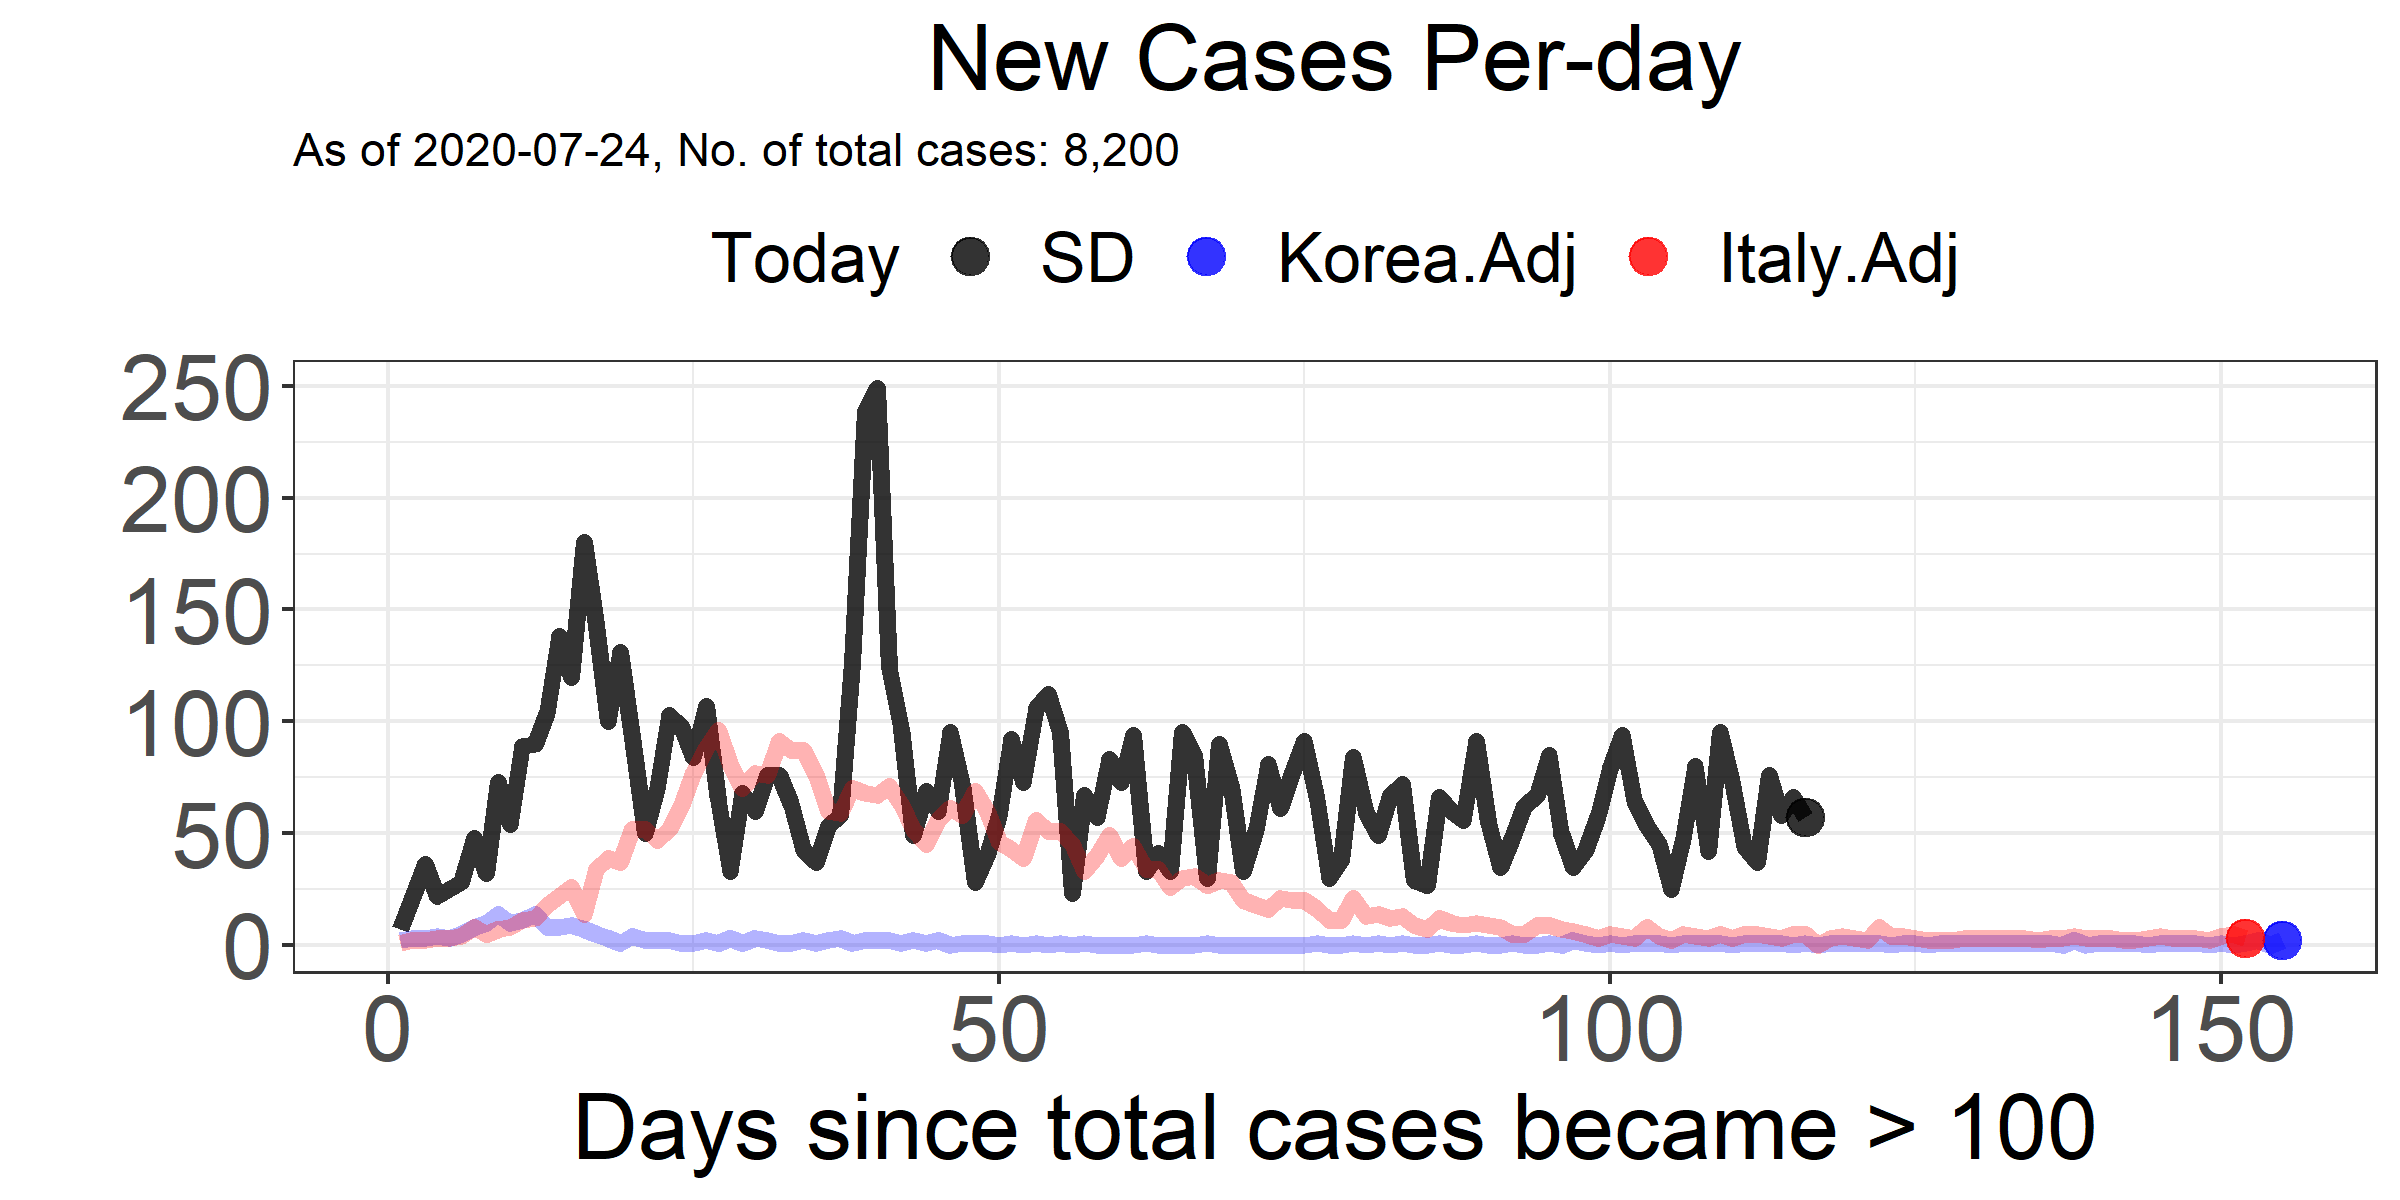 New Cases Per-day
As of 2020-07-24, No. of total cases: 8,200
Today SD Korea.Adj Italy.Adj
250
200
150
100
50
0
0 50 100 150
Days since total cases became > 100